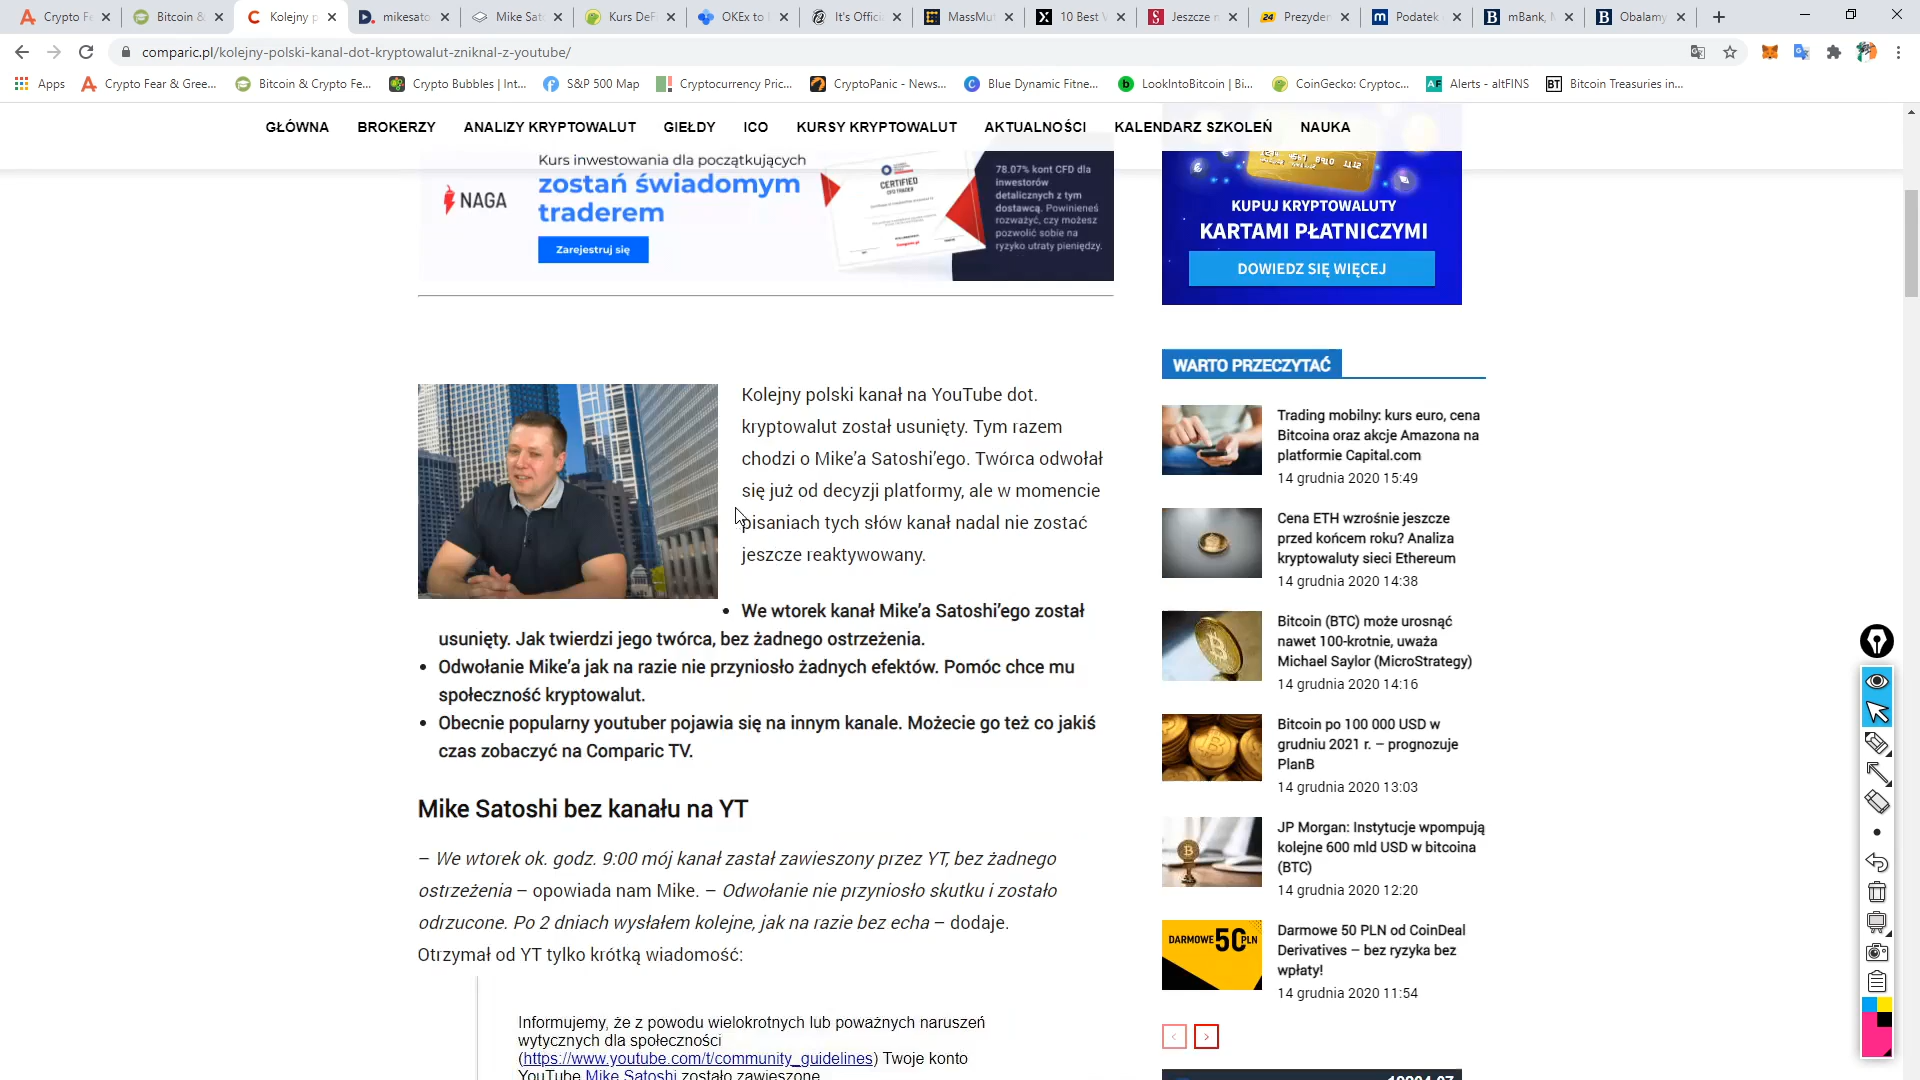 Crypto Fe
Bitcoin &
Kolejny p
mikesato
Mike Sato
Kurs DeF
OKEx to
It's Offici
MassMut
10 Best
Jeszcze
Prezyden
Podatek
mBank,
Obalamy
comparic.pl/kolejny-polski-kanal-dot-kryptowalut-zniknal-z-youtube/
Apps
Crypto Fear & Gree...
Bitcoin & Crypto Fe...
Crypto Bubbles | Int...
S&P 500 Map
Cryptocurrency Pric...
CryptoPanic - News...
Blue Dynamic Fitne...
LookIntoBitcoin | Bi...
CoinGecko: Cryptoc...
Alerts - altFINS
Bitcoin Treasuries in...
GŁÓWNA BROKERZY ANALIZY KRYPTOWALUT GIEŁDY ICO KURSY KRYPTOWALUT AKTUALNOŚCI KALENDARZ SZKOLEŃ NAUKA
NAGA
Kurs inwestowania dla początkujących
zostań świadomym
traderem
Zarejestruj się
CERTIFIED
CFD TRADER
78.07% kont CFD dla
inwestorów
detalicznych z tym
dostawcą. Powinieneś
rozważyć, czy możesz
pozwolić sobie na
ryzyko utraty pieniędzy.
KUPUJ KRYPTOWALUTY
KARTAMI PŁATNICZYMI
DOWIEDZ SIĘ WIĘCEJ
Kolejny polski kanał na YouTube dot.
kryptowalut został usunięty. Tym razem
chodzi o Mike'a Satoshi'ego. Twórca odwołał
się już od decyzji platformy, ale w momencie
pisaniach tych słów kanał nadal nie zostać
jeszcze reaktywowany.
• We wtorek kanał Mike'a Satoshi'ego został
usunięty. Jak twierdzi jego twórca, bez żadnego ostrzeżenia.
• Odwołanie Mike'a jak na razie nie przyniosło żadnych efektów. Pomóc chce mu
społeczność kryptowalut.
• Obecnie popularny youtuber pojawia się na innym kanale. Możecie go też co jakiś
czas zobaczyć na Comparic TV.
Mike Satoshi bez kanału na YT
– We wtorek ok. godz. 9:00 mój kanał zastał zawieszony przez YT, bez żadnego
ostrzeżenia – opowiada nam Mike. – Odwołanie nie przyniosło skutku i zostało
odrzucone. Po 2 dniach wysłałem kolejne, jak na razie bez echa – dodaje.
Otrzymał od YT tylko krótką wiadomość:
Informujemy, że z powodu wielokrotnych lub poważnych naruszeń
wytycznych dla społeczności
(https://www.youtube.com/t/community_guidelines) Twoje konto
YouTube Mike Satoshi zostało zawieszone.
WARTO PRZECZYTAĆ
Trading mobilny: kurs euro, cena
Bitcoina oraz akcje Amazona na
platformie Capital.com
14 grudnia 2020 15:49
Cena ETH wzrośnie jeszcze
przed końcem roku? Analiza
kryptowaluty sieci Ethereum
14 grudnia 2020 14:38
Bitcoin (BTC) może urosnąć
nawet 100-krotnie, uważa
Michael Saylor (MicroStrategy)
14 grudnia 2020 14:16
Bitcoin po 100 000 USD w
grudniu 2021 r. – prognozuje
PlanB
14 grudnia 2020 13:03
JP Morgan: Instytucje wpompują
kolejne 600 mld USD w bitcoina
(BTC)
14 grudnia 2020 12:20
DARMOWE 50 PLN
Darmowe 50 PLN od CoinDeal
Derivatives – bez ryzyka bez
wpłaty!
14 grudnia 2020 11:54